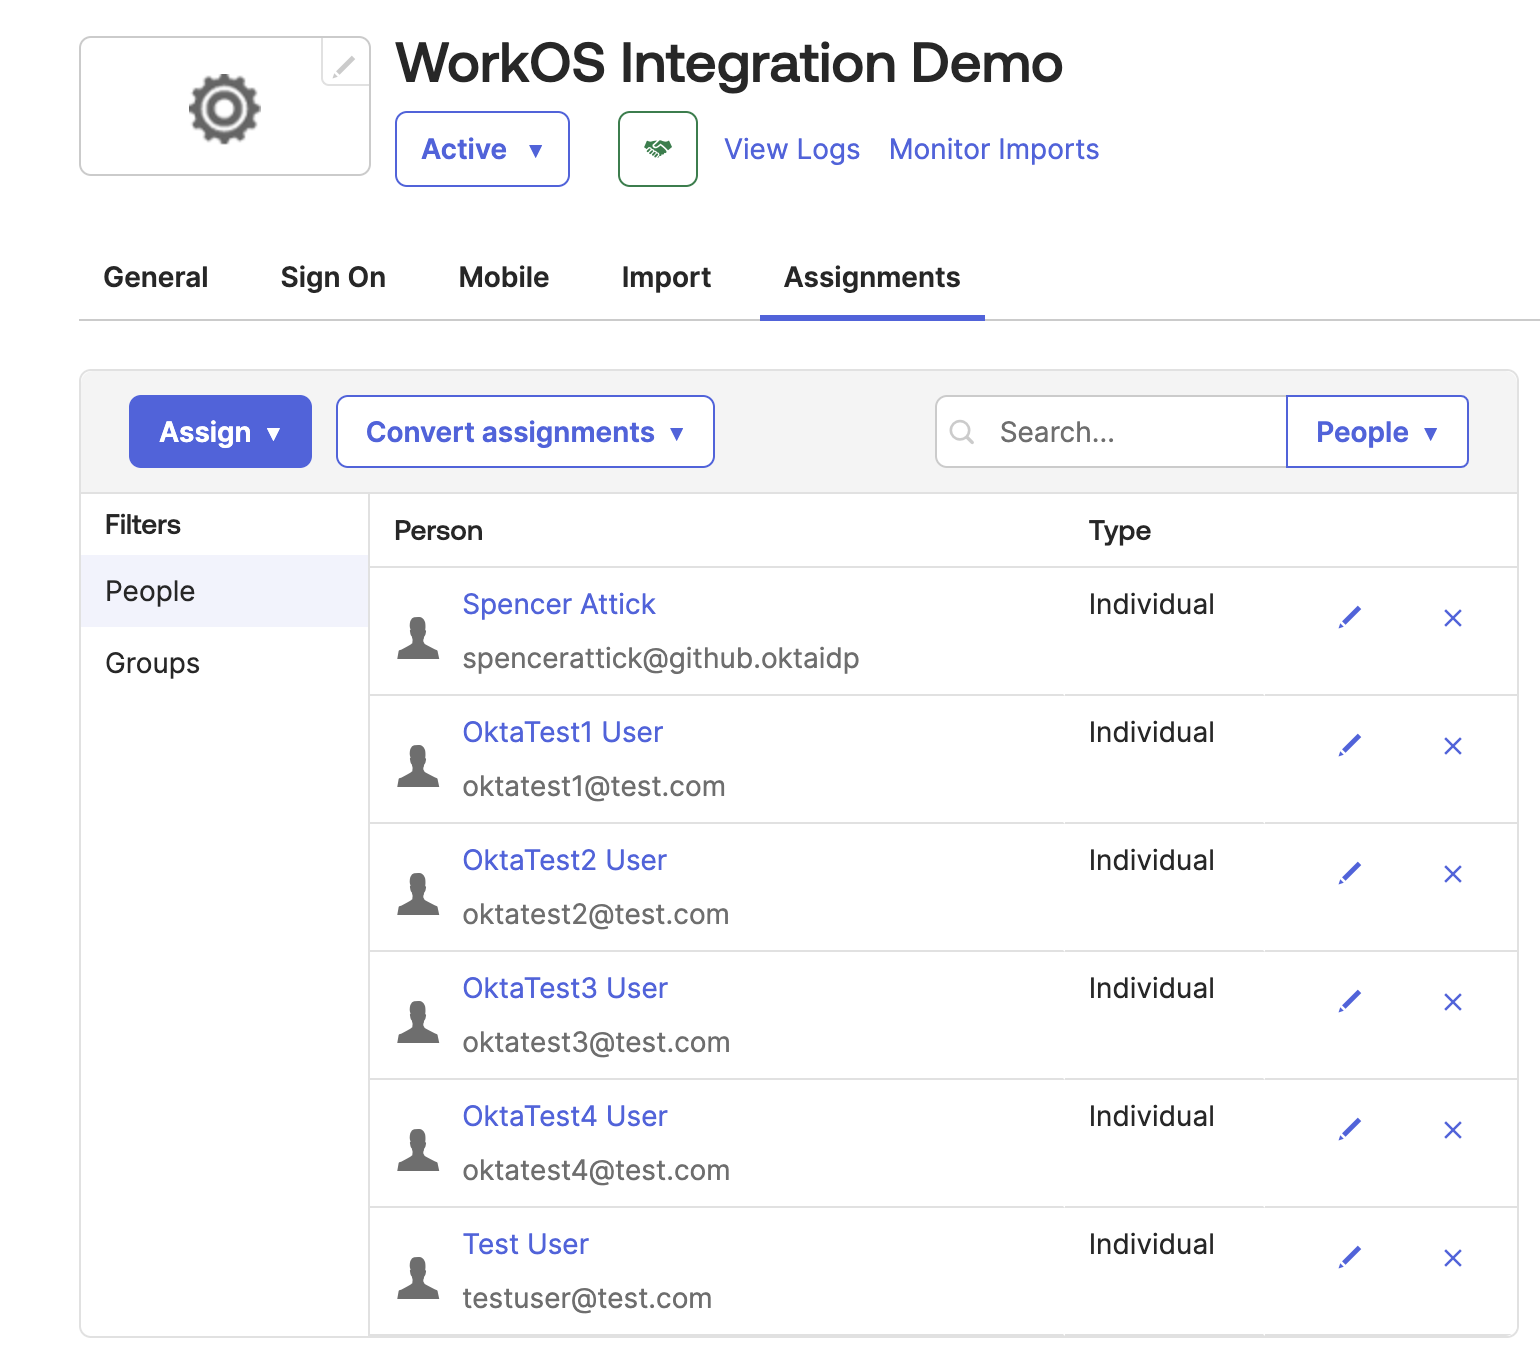 WorkOS Integration Demo
Active ▼
View Logs
Monitor Imports
General
Sign On
Mobile
Import
Assignments
Assign ▼
Convert assignments ▼
Search...
People ▼
Filters
People
Groups
Person
Type
Spencer Attick
Individual
spencerattick@github.oktaidp
OktaTest1 User
Individual
oktatest1@test.com
OktaTest2 User
Individual
oktatest2@test.com
OktaTest3 User
Individual
oktatest3@test.com
OktaTest4 User
Individual
oktatest4@test.com
Test User
Individual
testuser@test.com